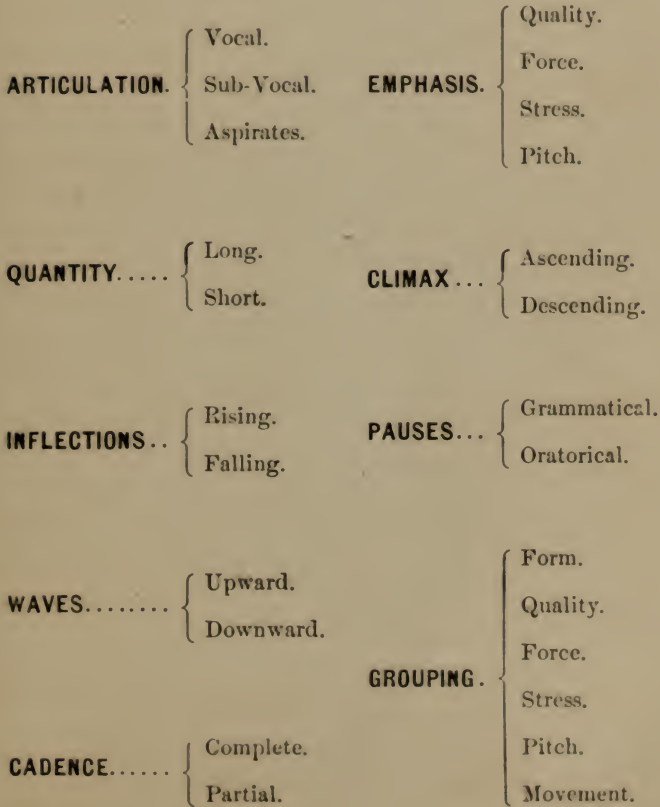 ARTICULATION.
Vocal.
Sub-Vocal.
Aspirates.
QUANTITY.....
Long.
Short.
INFLECTIONS..
Rising.
Falling.
WAVES........
Upward.
Downward.
CADENCE......
Complete.
Partial.
EMPHASIS.
Quality.
Force.
Stress.
Pitch.
CLIMAX...
Ascending.
Descending.
PAUSES...
Grammatical.
Oratorical.
GROUPING.
Form.
Quality.
Force.
Stress.
Pitch.
Movement.